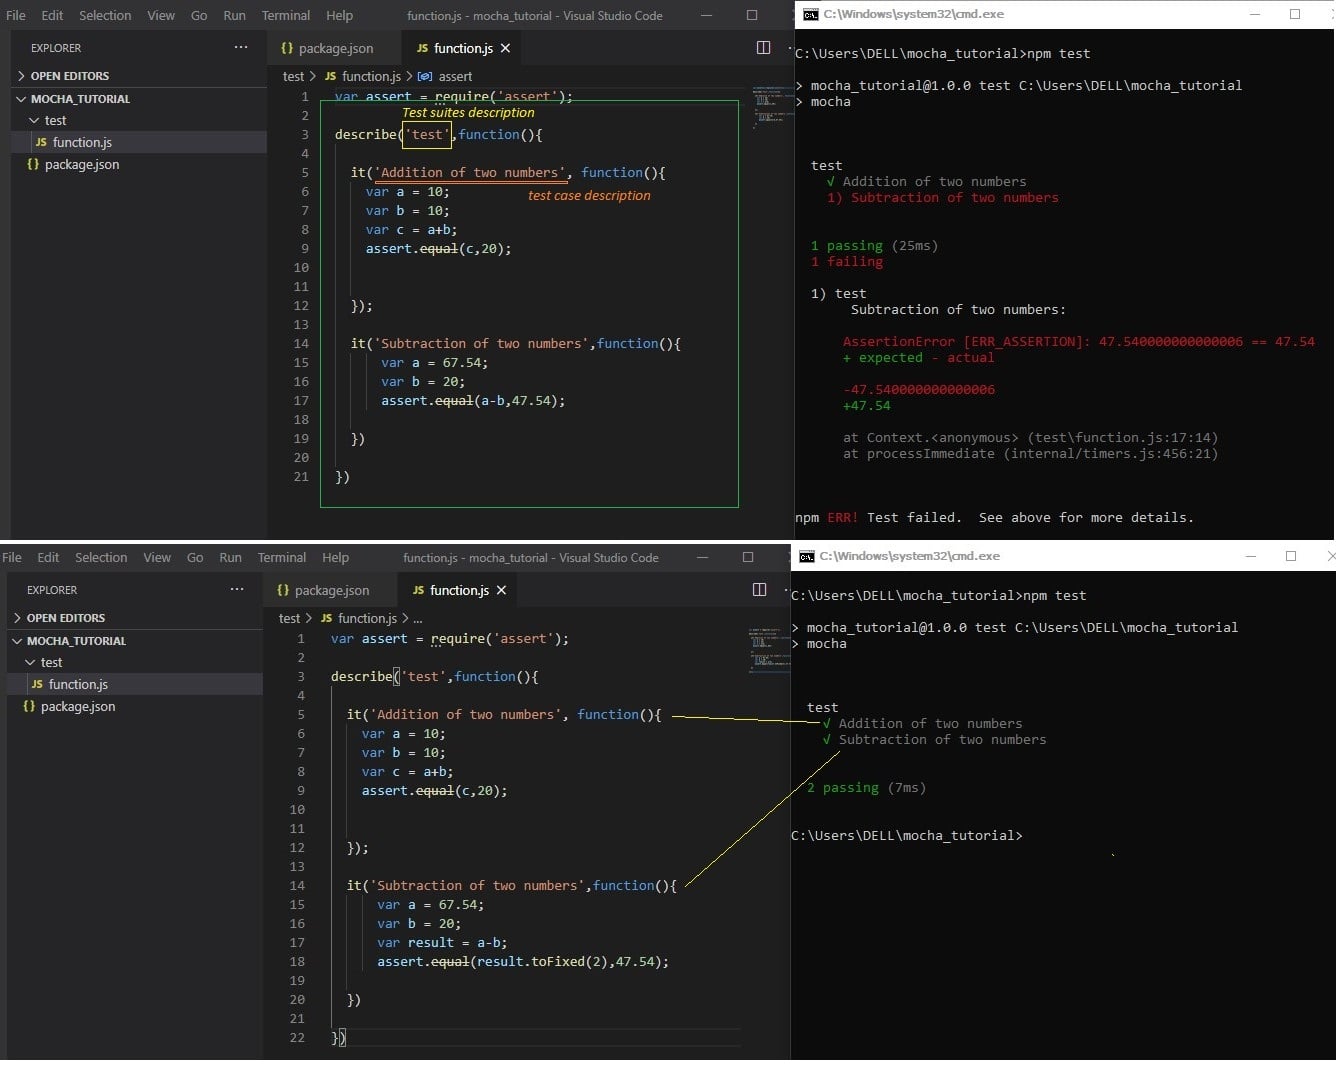 File Edit Selection View Go Run Terminal Help function.js - mocha_tutorial - Visual Studio Code
EXPLORER ...
OPEN EDITORS
MOCHA_TUTORIAL
test
JS function.js
{} package.json
{} package.json JS function.js
test > JS function.js > assert
1 var assert = require('assert');
2
Test suites description
3 describe('test',function(){
4
5 it('Addition of two numbers', function(){
6 var a = 10;
test case description
7 var b = 10;
8 var c = a+b;
9 assert.equal(c,20);
10
11
12 });
13
14 it('Subtraction of two numbers',function(){
15 var a = 67.54;
16 var b = 20;
17 assert.equal(a-b,47.54);
18
19 })
20
21 })
C:\Windows\system32\cmd.exe
C:\Users\DELL\mocha_tutorial>npm test
> mocha_tutorial@1.0.0 test C:\Users\DELL\mocha_tutorial
> mocha
test
√ Addition of two numbers
1) Subtraction of two numbers
1 passing (25ms)
1 failing
1) test
Subtraction of two numbers:
AssertionError [ERR_ASSERTION]: 47.540000000000006 == 47.54
+ expected - actual
-47.540000000000006
+47.54
at Context.<anonymous> (test\function.js:17:14)
at processImmediate (internal/timers.js:456:21)
npm ERR! Test failed.  See above for more details.
File Edit Selection View Go Run Terminal Help function.js - mocha_tutorial - Visual Studio Code
EXPLORER ...
OPEN EDITORS
MOCHA_TUTORIAL
test
JS function.js
{} package.json
{} package.json JS function.js
test > JS function.js > ...
1 var assert = require('assert');
2
3 describe('test',function(){
4
5 it('Addition of two numbers', function(){
6 var a = 10;
7 var b = 10;
8 var c = a+b;
9 assert.equal(c,20);
10
11
12 });
13
14 it('Subtraction of two numbers',function(){
15 var a = 67.54;
16 var b = 20;
17 var result = a-b;
18 assert.equal(result.toFixed(2),47.54);
19
20 })
21
22 })
C:\Windows\system32\cmd.exe
C:\Users\DELL\mocha_tutorial>npm test
> mocha_tutorial@1.0.0 test C:\Users\DELL\mocha_tutorial
> mocha
test
√ Addition of two numbers
√ Subtraction of two numbers
2 passing (7ms)
C:\Users\DELL\mocha_tutorial>